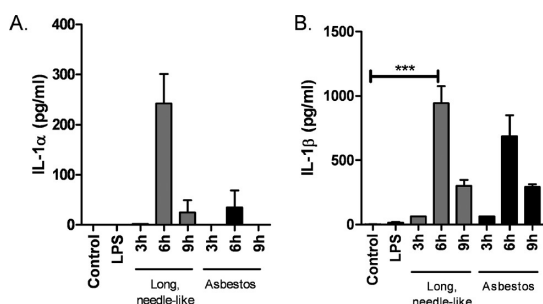 A.
IL-1α (pg/ml)
400
300
200
100
0
Control
LPS
3h
6h
9h
3h
6h
9h
Long,
needle-like
Asbestos
B.
IL-1β (pg/ml)
1500
1000
500
0
***
Control
LPS
3h
6h
9h
3h
6h
9h
Long,
needle-like
Asbestos